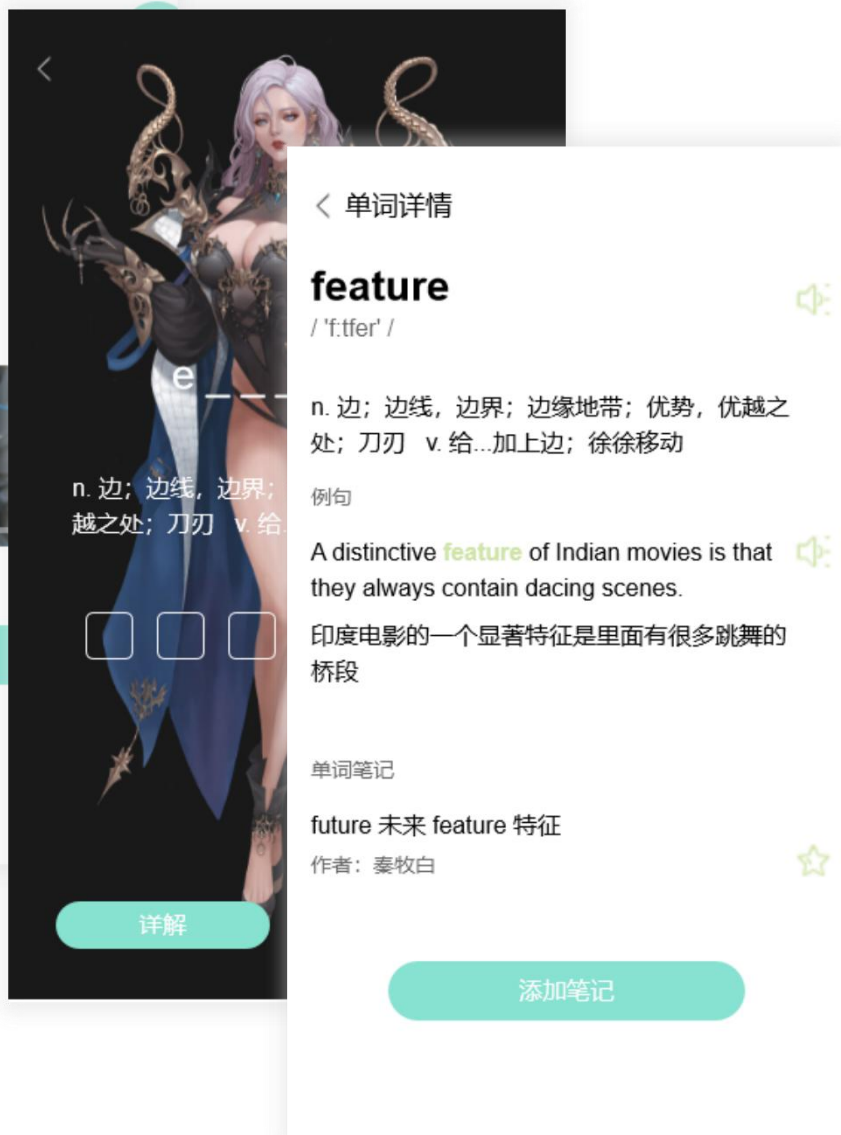 e _ _ _
n. 边；边线，边界；
越之处；刀刃 v. 给
详解
单词详情
feature
/ 'f:tfer' /
n. 边；边线，边界；边缘地带；优势，优越之
处；刀刃 v. 给...加上边；徐徐移动
例句
A distinctive feature of Indian movies is that
they always contain dacing scenes.
印度电影的一个显著特征是里面有很多跳舞的
桥段
单词笔记
future 未来 feature 特征
作者：秦牧白
添加笔记